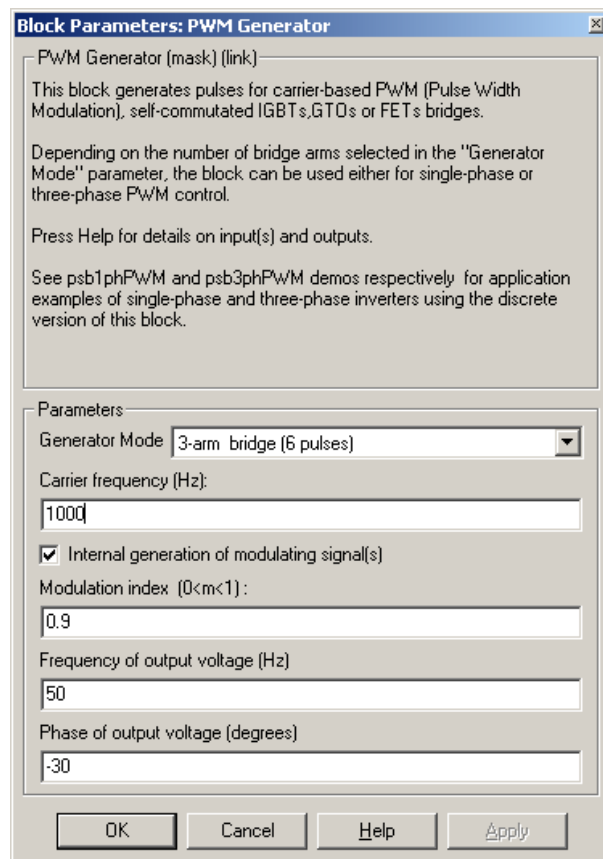 Block Parameters: PWM Generator
PWM Generator (mask) (link)
This block generates pulses for carrier-based PWM (Pulse Width
Modulation), self-commutated IGBTs,GTOs or FETs bridges.
Depending on the number of bridge arms selected in the "Generator
Mode" parameter, the block can be used either for single-phase or
three-phase PWM control.
Press Help for details on input(s) and outputs.
See psb1phPWM and psb3phPWM demos respectively  for application
examples of single-phase and three-phase inverters using the discrete
version of this block.
Parameters
Generator Mode 3-arm  bridge (6 pulses)
Carrier frequency (Hz):
1000
Internal generation of modulating signal(s)
Modulation index  (0<m<1) :
0.9
Frequency of output voltage (Hz)
50
Phase of output voltage (degrees)
-30
OK Cancel Help Apply